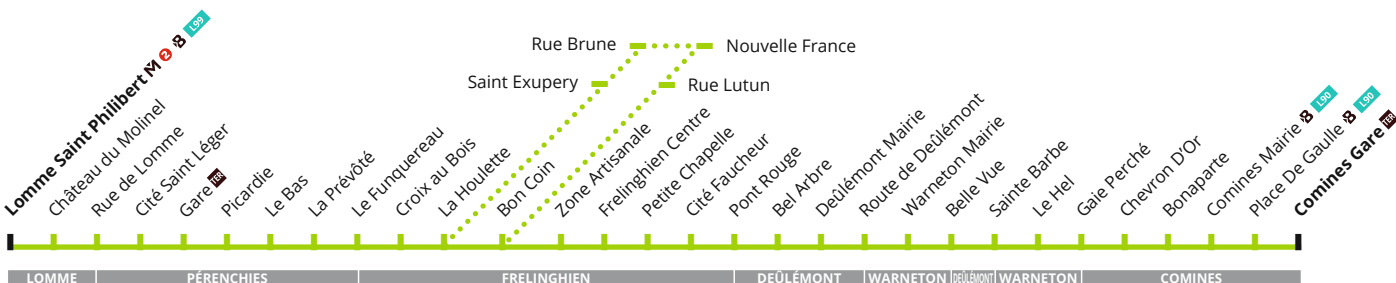 Lomme Saint Philibert M 2 L99
Château du Molinel
Rue de Lomme
Cité Saint Léger
Gare TER
Picardie
Le Bas
La Prévôté
Le Funquereau
Croix au Bois
La Houlette
Saint Exupery
Rue Brune
Nouvelle France
Rue Lutun
Bon Coin
Zone Artisanale
Frelinghien Centre
Petite Chapelle
Cité Faucheur
Pont Rouge
Bel Arbre
Deûlémont Mairie
Route de Deûlémont
Warneton Mairie
Belle Vue
Sainte Barbe
Le Hel
Gaie Perché
Chevron D'Or
Bonaparte
Comines Mairie L90
Place De Gaulle L90
Comines Gare TER
LOMME PÉRENCHIES FRELINGHIEN DEÛLÉMONT WARNETON DEÛLÉMONT WARNETON COMINES